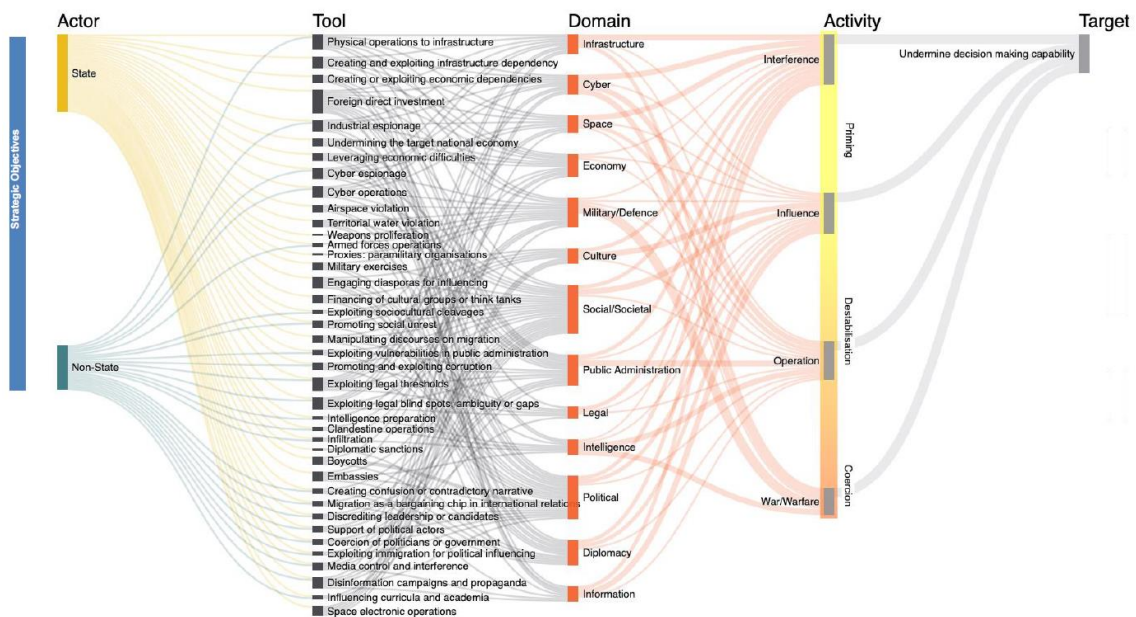 Actor
Tool
Domain
Activity
Target
Strategic Objectives
State
Non-State
Physical operations to infrastructure
Creating and exploiting infrastructure dependency
Creating or exploiting economic dependencies
Foreign direct investment
Industrial espionage
Undermining the target national economy
Leveraging economic difficulties
Cyber espionage
Cyber operations
Airspace violation
Territorial water violation
Weapons proliferation
Armed forces operations
Proxies: paramilitary organisations
Military exercises
Engaging diasporas for influencing
Financing of cultural groups or think tanks
Exploiting sociocultural cleavages
Promoting social unrest
Manipulating discourses on migration
Exploiting vulnerabilities in public administration
Promoting and exploiting corruption
Exploiting legal thresholds
Exploiting legal blind spots, ambiguity or gaps
Intelligence preparation
Clandestine operations
Infiltration
Diplomatic sanctions
Boycotts
Embassies
Creating confusion or contradictory narrative
Migration as a bargaining chip in international relations
Discrediting leadership or candidates
Support of political actors
Coercion of politicians or government
Exploiting immigration for political influencing
Media control and interference
Disinformation campaigns and propaganda
Influencing curricula and academia
Space electronic operations
Infrastructure
Cyber
Space
Economy
Military/Defence
Culture
Social/Societal
Public Administration
Legal
Intelligence
Political
Diplomacy
Information
Interference
Influence
Operation
War/Warfare
Priming
Destabilisation
Coercion
Undermine decision making capability